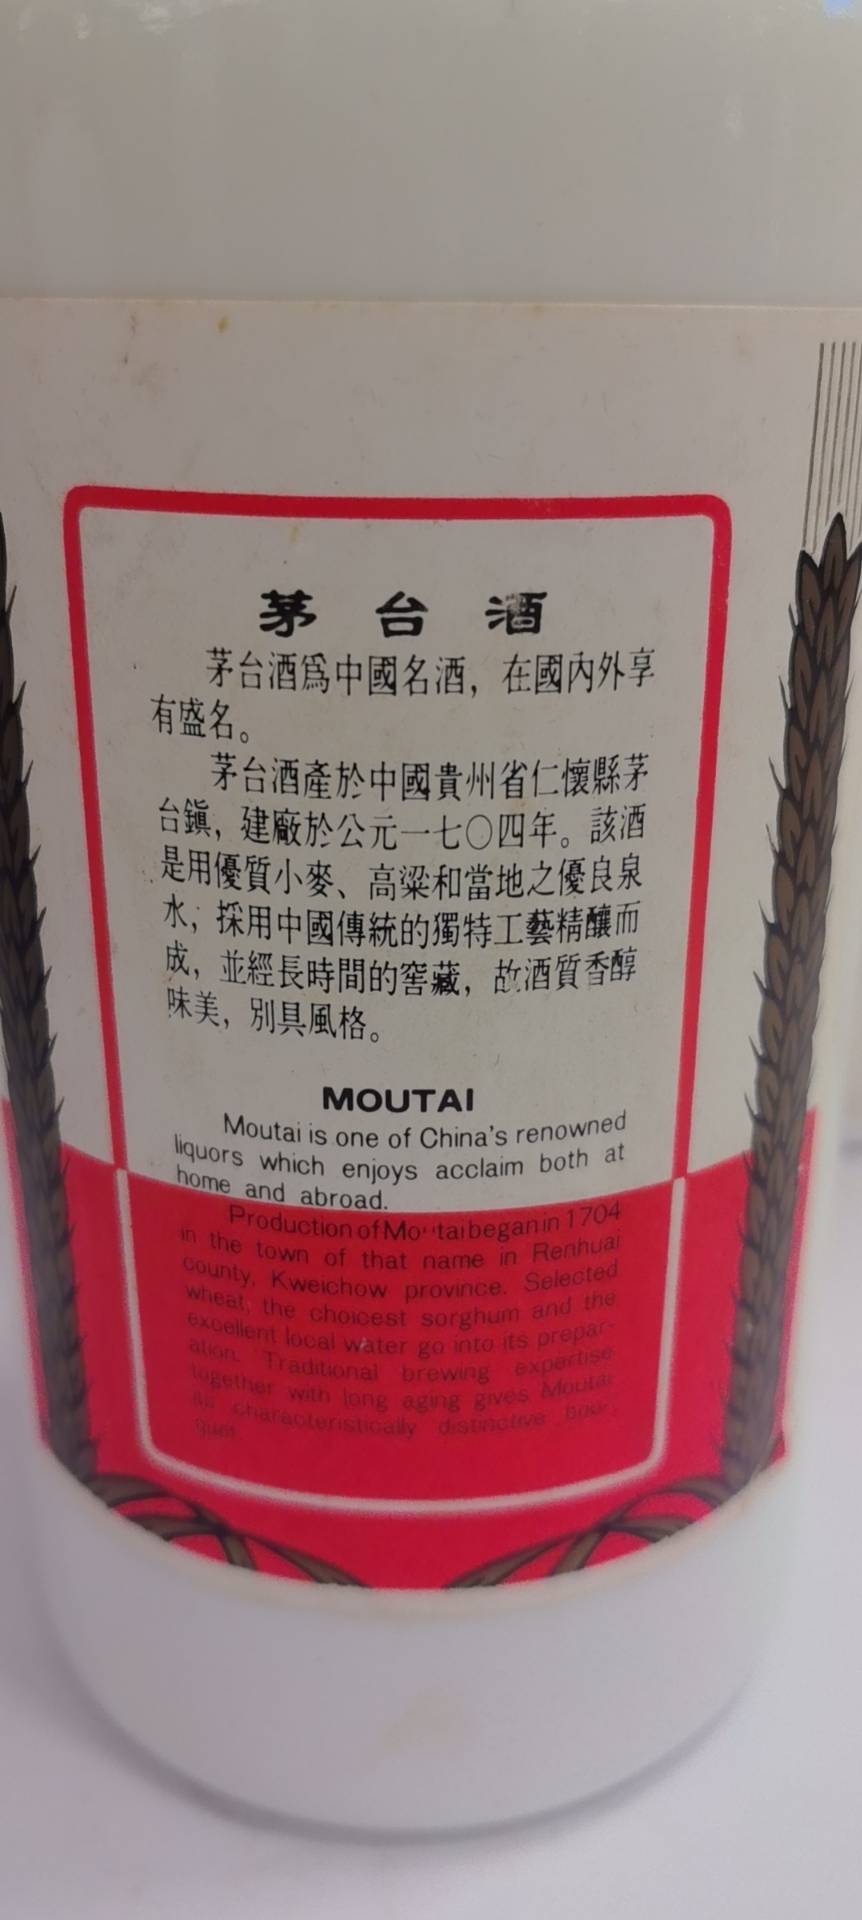 茅台酒
茅台酒爲中國名酒，在國內外享
有盛名。
茅台酒產於中國貴州省仁懷縣茅
台鎮，建廠於公元一七〇四年。該酒
是用優質小麥、高粱和當地之優良泉
水；採用中國傳統的獨特工藝精釀而
成，並經長時間的窖藏，故酒質香醇
味美，別具風格。
MOUTAI
Moutai is one of China's renowned
liquors which enjoys acclaim both at
home and abroad.
Production of Moutai began in 1704
in the town of that name in Renhuai
county, Kweichow province. Selected
wheat, the choicest sorghum and the
excellent local water go into its prepar-
ation. Traditional brewing expertise
together with long aging gives Moutai
its characteristically distinctive bou-
quet.